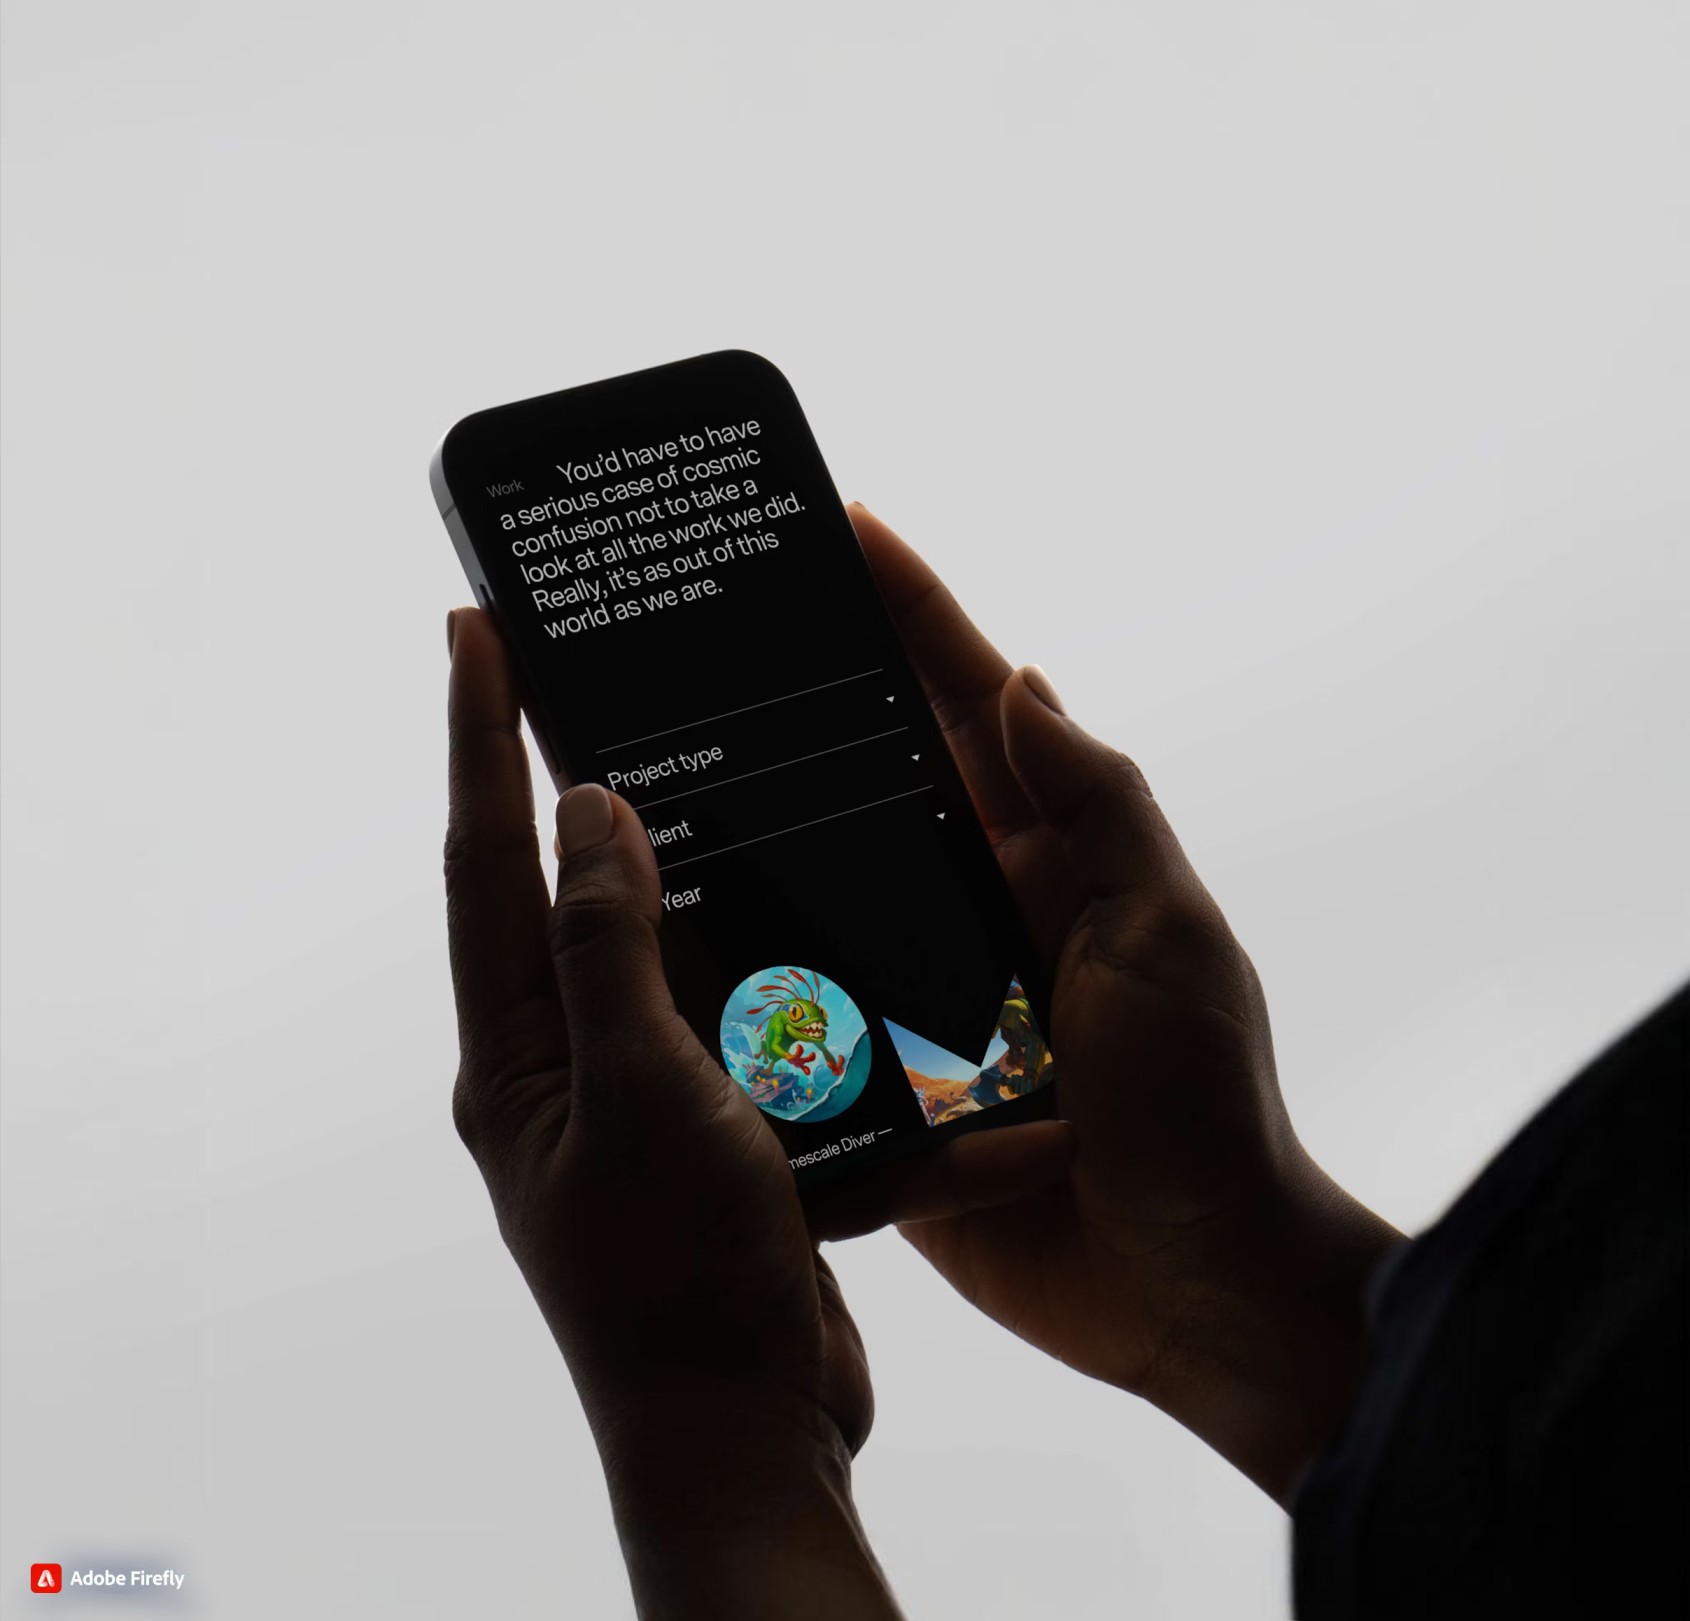 Work
You'd have to have
a serious case of cosmic
confusion not to take a
look at all the work we did.
Really, it's as out of this
world as we are.
Project type
lient
Year
mescale Diver —
Adobe Firefly